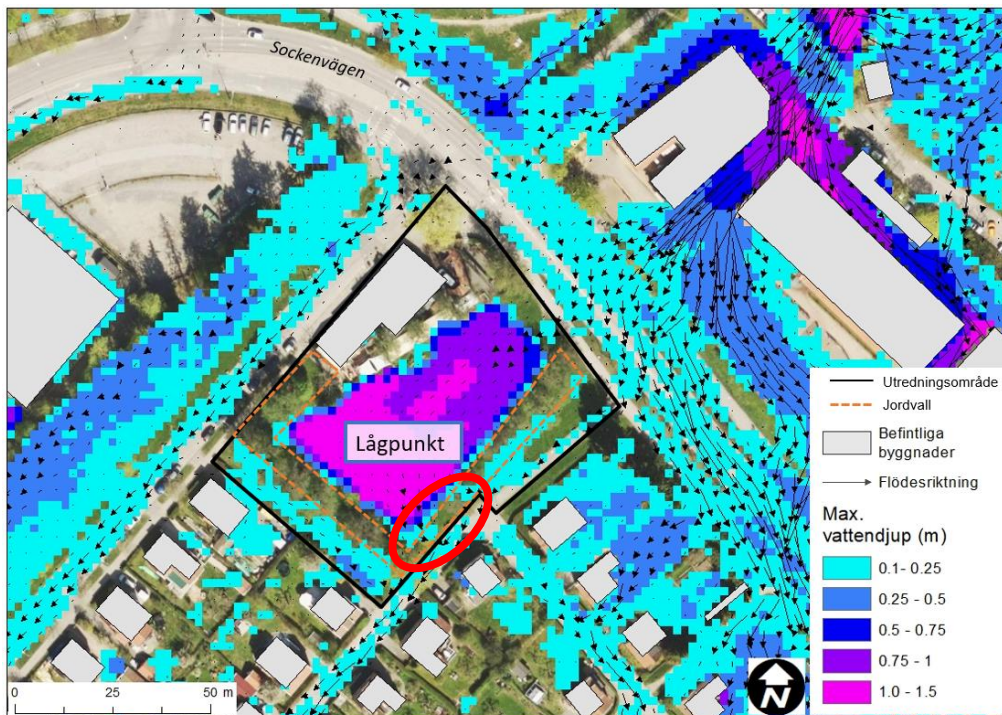 Sockenvägen
Lågpunkt
Utredningsområde
Jordvall
Befintliga
byggnader
Flödesriktning
Max.
vattendjup (m)
0.1- 0.25
0.25 - 0.5
0.5 - 0.75
0.75 - 1
1.0 - 1.5
0 25 50 m
N